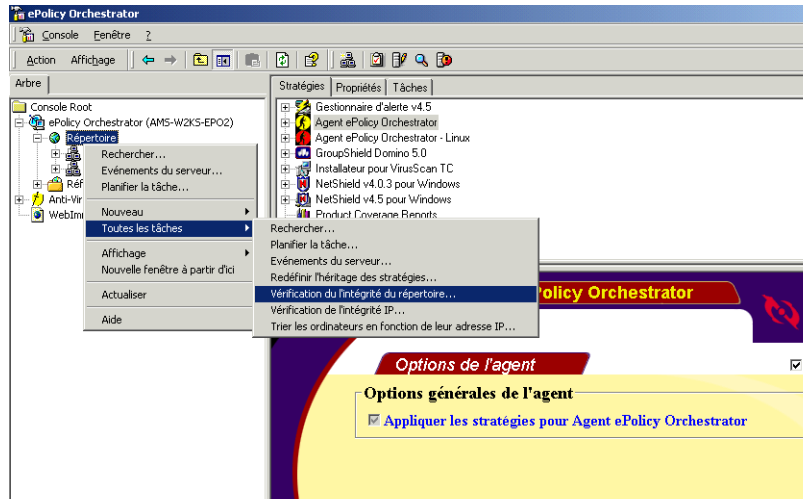 ePolicy Orchestrator
Console Fenêtre ?
Action Affichage
Arbre
Stratégies Propriétés Tâches
Console Root
ePolicy Orchestrator (AMS-W2KS-EPO2)
Répertoire
Réf
Anti-Vir
WebImm
Rechercher...
Evénements du serveur...
Planifier la tâche...
Nouveau
Toutes les tâches
Affichage
Nouvelle fenêtre à partir d'ici
Actualiser
Aide
Gestionnaire d'alerte v4.5
Agent ePolicy Orchestrator
Agent ePolicy Orchestrator - Linux
GroupShield Domino 5.0
Installateur pour VirusScan TC
NetShield v4.0.3 pour Windows
NetShield v4.5 pour Windows
Product Coverage Reports
Rechercher...
Planifier la tâche...
Evénements du serveur...
Redéfinir l'héritage des stratégies...
Vérification du l'intégrité du répertoire...
Vérification de l'intégrité IP...
Trier les ordinateurs en fonction de leur adresse IP...
Policy Orchestrator
Options de l'agent
Options générales de l'agent
Appliquer les stratégies pour Agent ePolicy Orchestrator